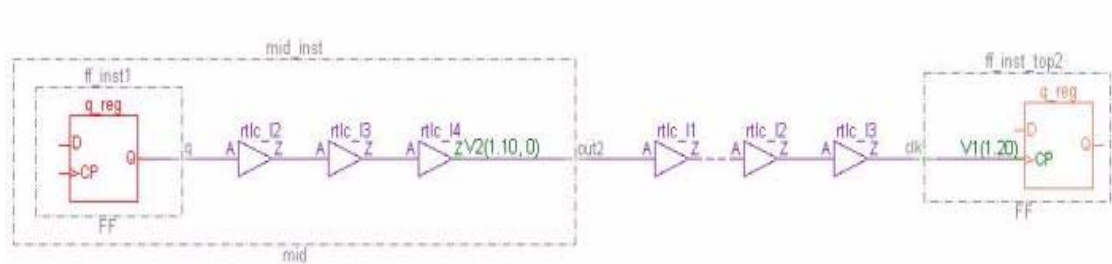 mid_inst
ff_inst1
q_reg
D
CP
Q
q
rtlc_I2
A Z
rtlc_I3
A Z
rtlc_I4
A Z
V2(1.10, 0)
out2
rtlc_I1
A Z
rtlc_I2
A Z
rtlc_I3
A Z
clk
ff_inst_top2
q_reg
D
V1(1.20)
CP
Q
FF
FF
mid